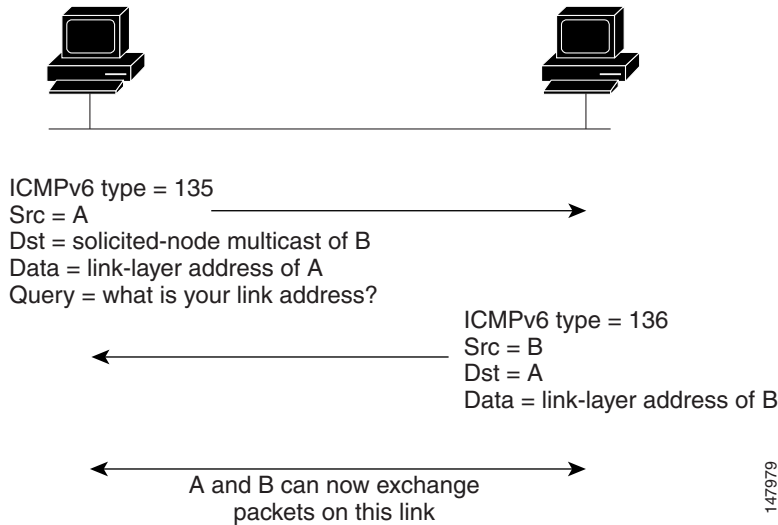 ICMPv6 type = 135
Src = A
Dst = solicited-node multicast of B
Data = link-layer address of A
Query = what is your link address?
ICMPv6 type = 136
Src = B
Dst = A
Data = link-layer address of B
A and B can now exchange
packets on this link
147979